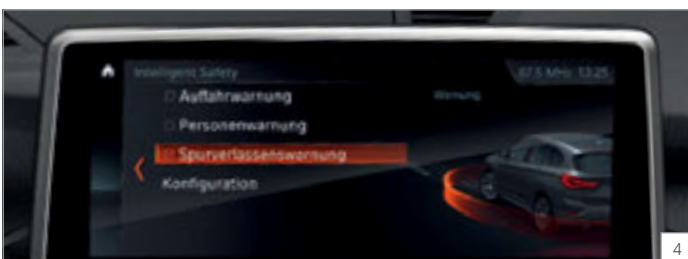 Intelligent Safety
87.5 MHz 13:25
Auffahrwarnung
Warnung
Personenwarnung
Spurverlassenswarnung
Konfiguration
4